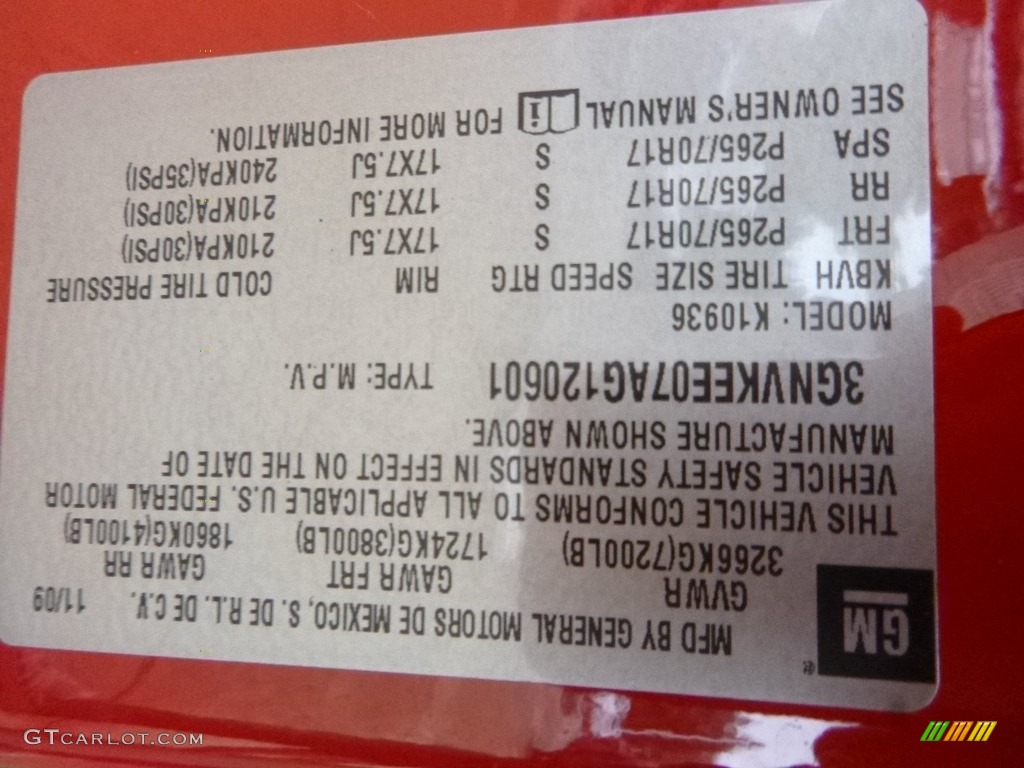 MFD BY GENERAL MOTORS DE MEXICO, S. DE R.L. DE C.V. 11/09
GM
GVWR GAWR FRT GAWR RR
3266KG(7200LB) 1724KG(3800LB) 1860KG(4100LB)
THIS VEHICLE CONFORMS TO ALL APPLICABLE U.S. FEDERAL MOTOR
VEHICLE SAFETY STANDARDS IN EFFECT ON THE DATE OF
MANUFACTURE SHOWN ABOVE.
3GNVKEE07AG120601 TYPE: M.P.V.
MODEL: K10936
KBVH TIRE SIZE SPEED RTG RIM COLD TIRE PRESSURE
FRT P265/70R17 S 17X7.5J 210KPA(30PSI)
RR P265/70R17 S 17X7.5J 210KPA(30PSI)
SPA P265/70R17 S 17X7.5J 240KPA(35PSI)
SEE OWNER'S MANUAL i FOR MORE INFORMATION.
GTCARLOT.COM